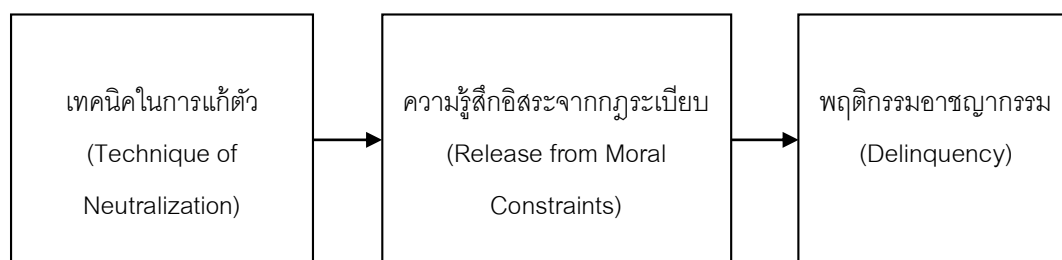 เทคนิคในการแก้ตัว
(Technique of
Neutralization)
ความรู้สึกอิสระจากกฎระเบียบ
(Release from Moral
Constraints)
พฤติกรรมอาชญากรรม
(Delinquency)